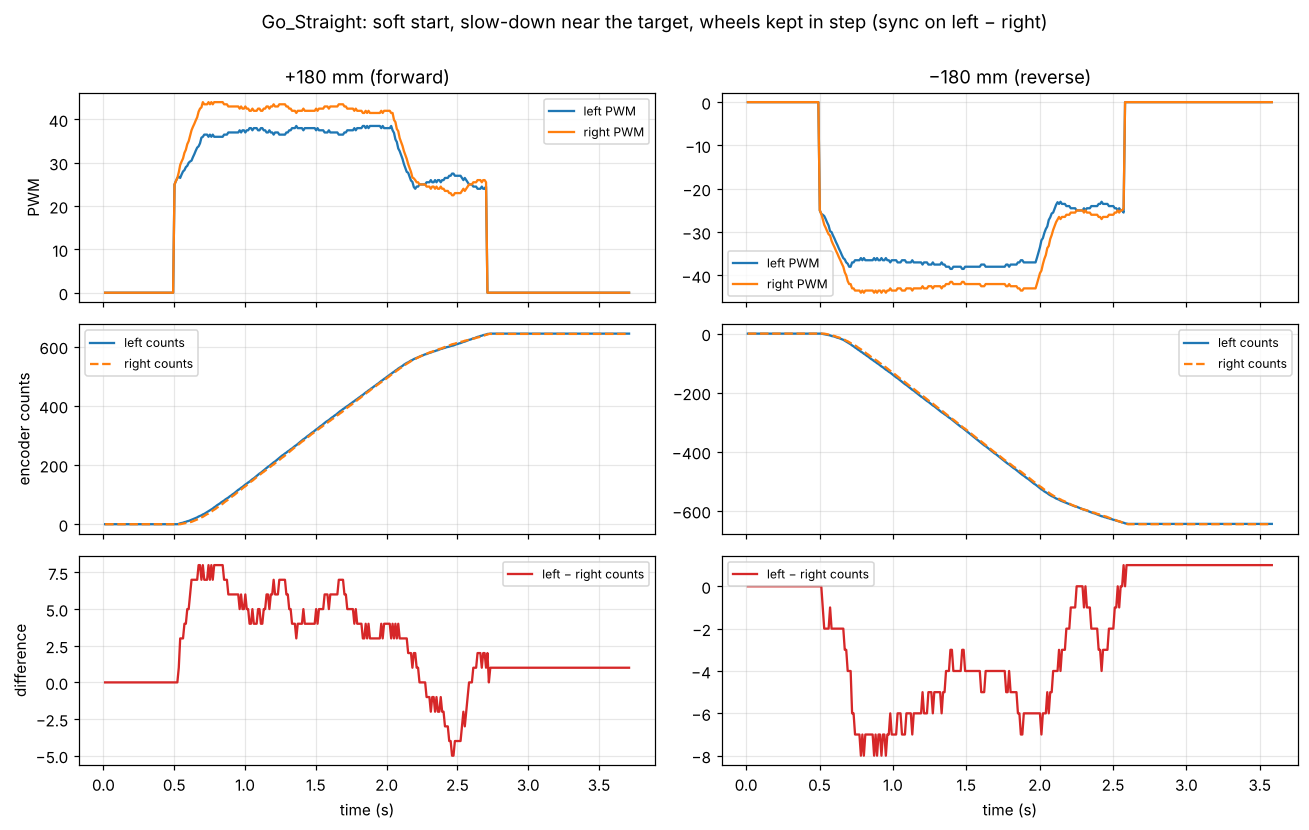 Go_Straight: soft start, slow-down near the target, wheels kept in step (sync on left − right)
+180 mm (forward)
PWM
40
30
20
10
0
left PWM
right PWM
−180 mm (reverse)
0
−10
−20
−30
−40
left PWM
right PWM
encoder counts
600
400
200
0
left counts
right counts
0
−200
−400
−600
left counts
right counts
difference
7.5
5.0
2.5
0.0
−2.5
−5.0
left − right counts
0.0 0.5 1.0 1.5 2.0 2.5 3.0 3.5
time (s)
0
−2
−4
−6
−8
left − right counts
0.0 0.5 1.0 1.5 2.0 2.5 3.0 3.5
time (s)